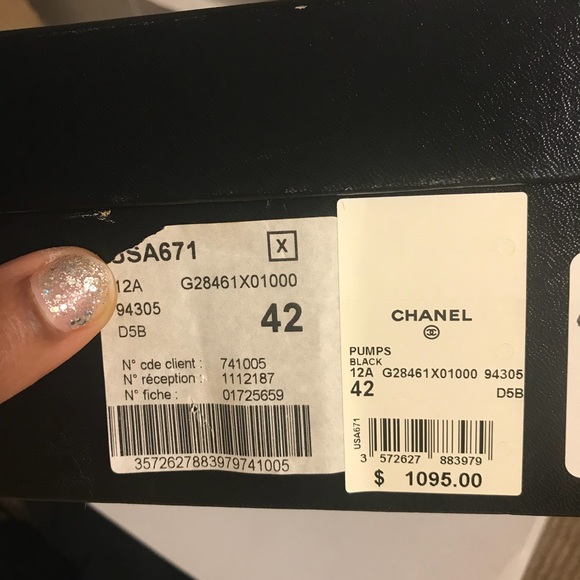 USA671 X
12A G28461X01000
94305 42
D5B
N° cde client : 741005
N° réception : 1112187
N° fiche : 01725659
3572627883979741005
CHANEL
PUMPS
BLACK
12A G28461X01000 94305
42 D5B
USA671
3 572627 883979
$ 1095.00